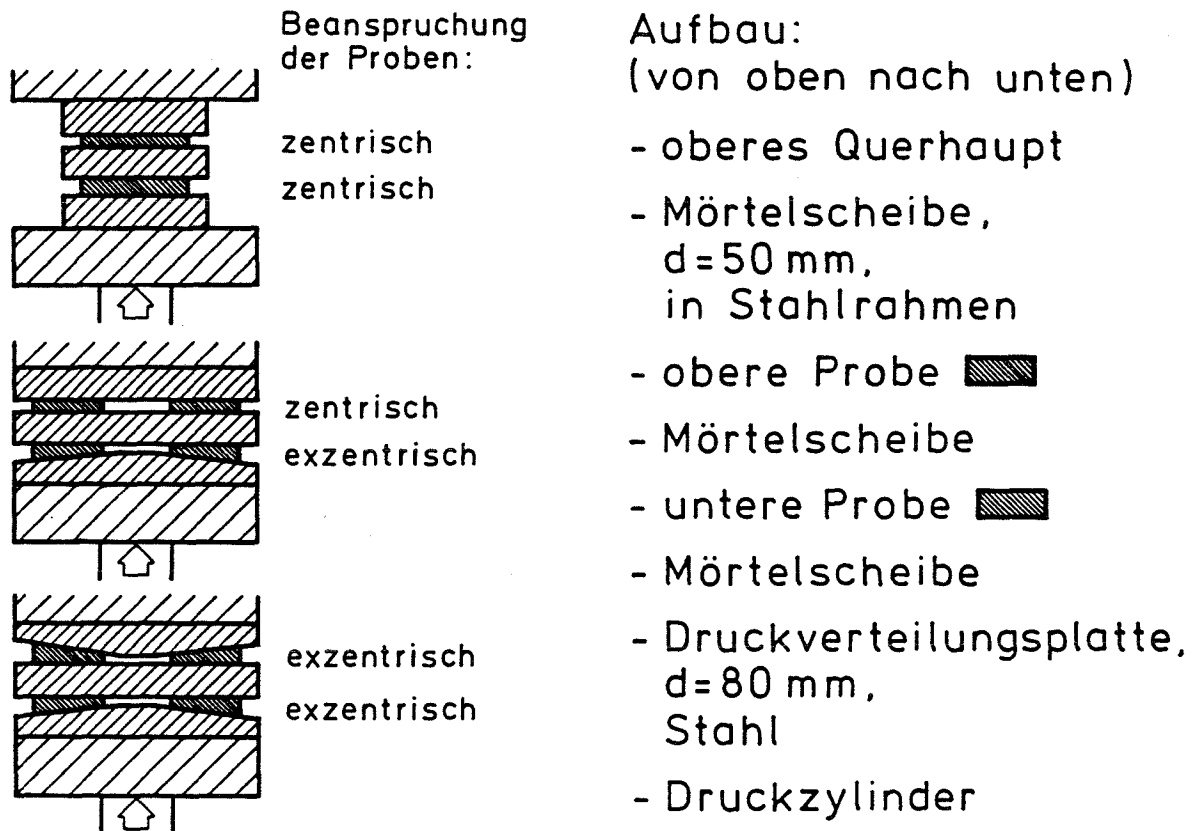 Beanspruchung
der Proben:
zentrisch
zentrisch
zentrisch
exzentrisch
exzentrisch
exzentrisch
Aufbau:
(von oben nach unten)
- oberes Querhaupt
- Mörtelscheibe,
d=50 mm,
in Stahlrahmen
- obere Probe
- Mörtelscheibe
- untere Probe
- Mörtelscheibe
- Druckverteilungsplatte,
d=80 mm,
Stahl
- Druckzylinder